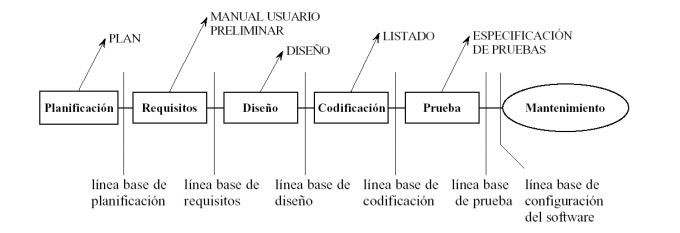 MANUAL USUARIO
PRELIMINAR
PLAN
DISEÑO
LISTADO
ESPECIFICACIÓN
DE PRUEBAS
Planificación
Requisitos
Diseño
Codificación
Prueba
Mantenimiento
línea base de
planificación
línea base de
requisitos
línea base de
diseño
línea base de
codificación
línea base
de prueba
línea base de
configuración
del software